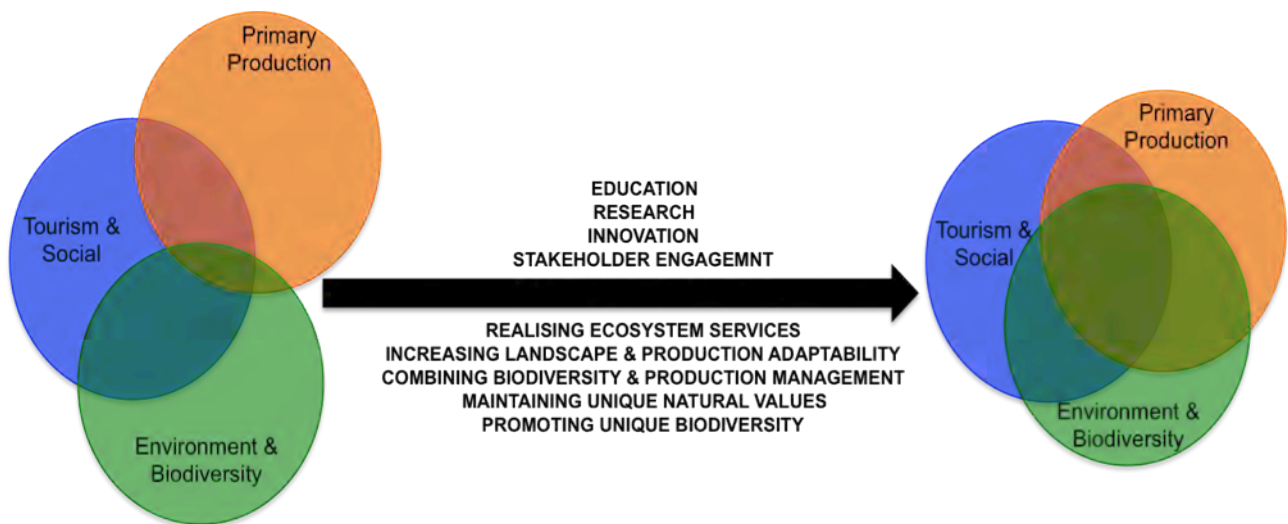 Primary
Production
Tourism &
Social
Environment &
Biodiversity
EDUCATION
RESEARCH
INNOVATION
STAKEHOLDER ENGAGEMNT
REALISING ECOSYSTEM SERVICES
INCREASING LANDSCAPE & PRODUCTION ADAPTABILITY
COMBINING BIODIVERSITY & PRODUCTION MANAGEMENT
MAINTAINING UNIQUE NATURAL VALUES
PROMOTING UNIQUE BIODIVERSITY
Primary
Production
Tourism &
Social
Environment &
Biodiversity